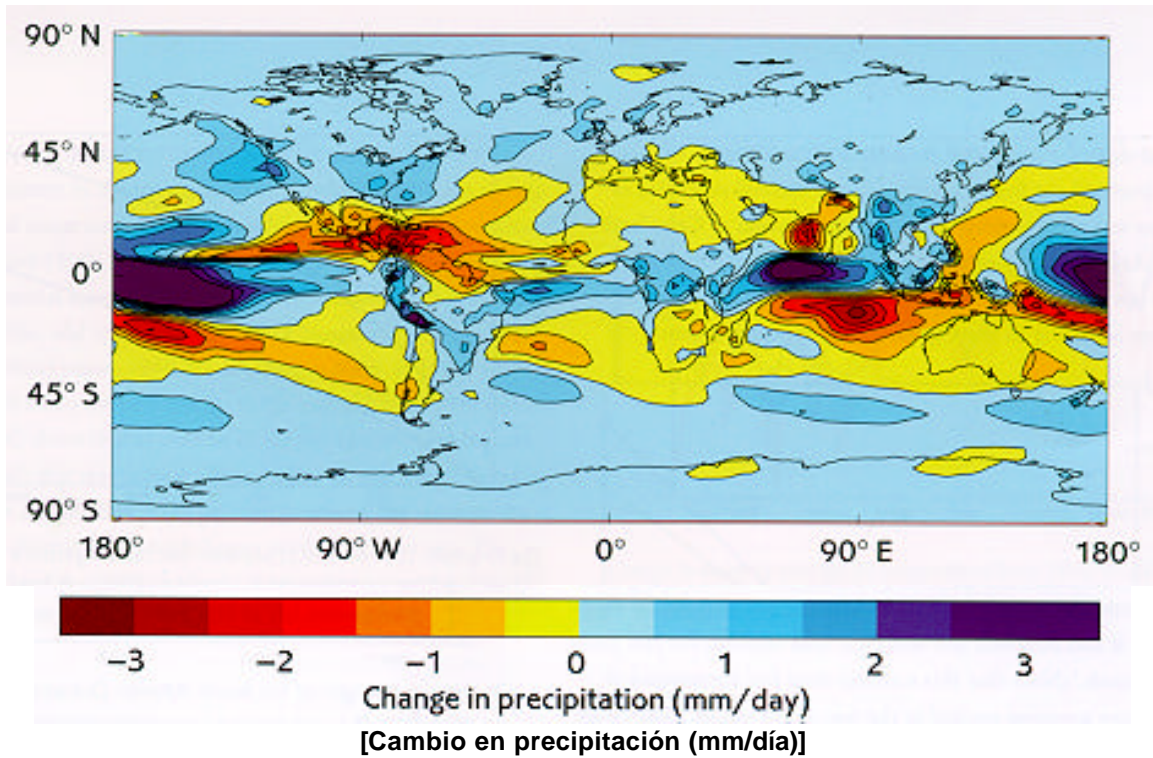 90° N
45° N
0°
45° S
90° S
180° 90° W 0° 90° E 180°
−3 −2 −1 0 1 2 3
Change in precipitation (mm/day)
[Cambio en precipitación (mm/día)]